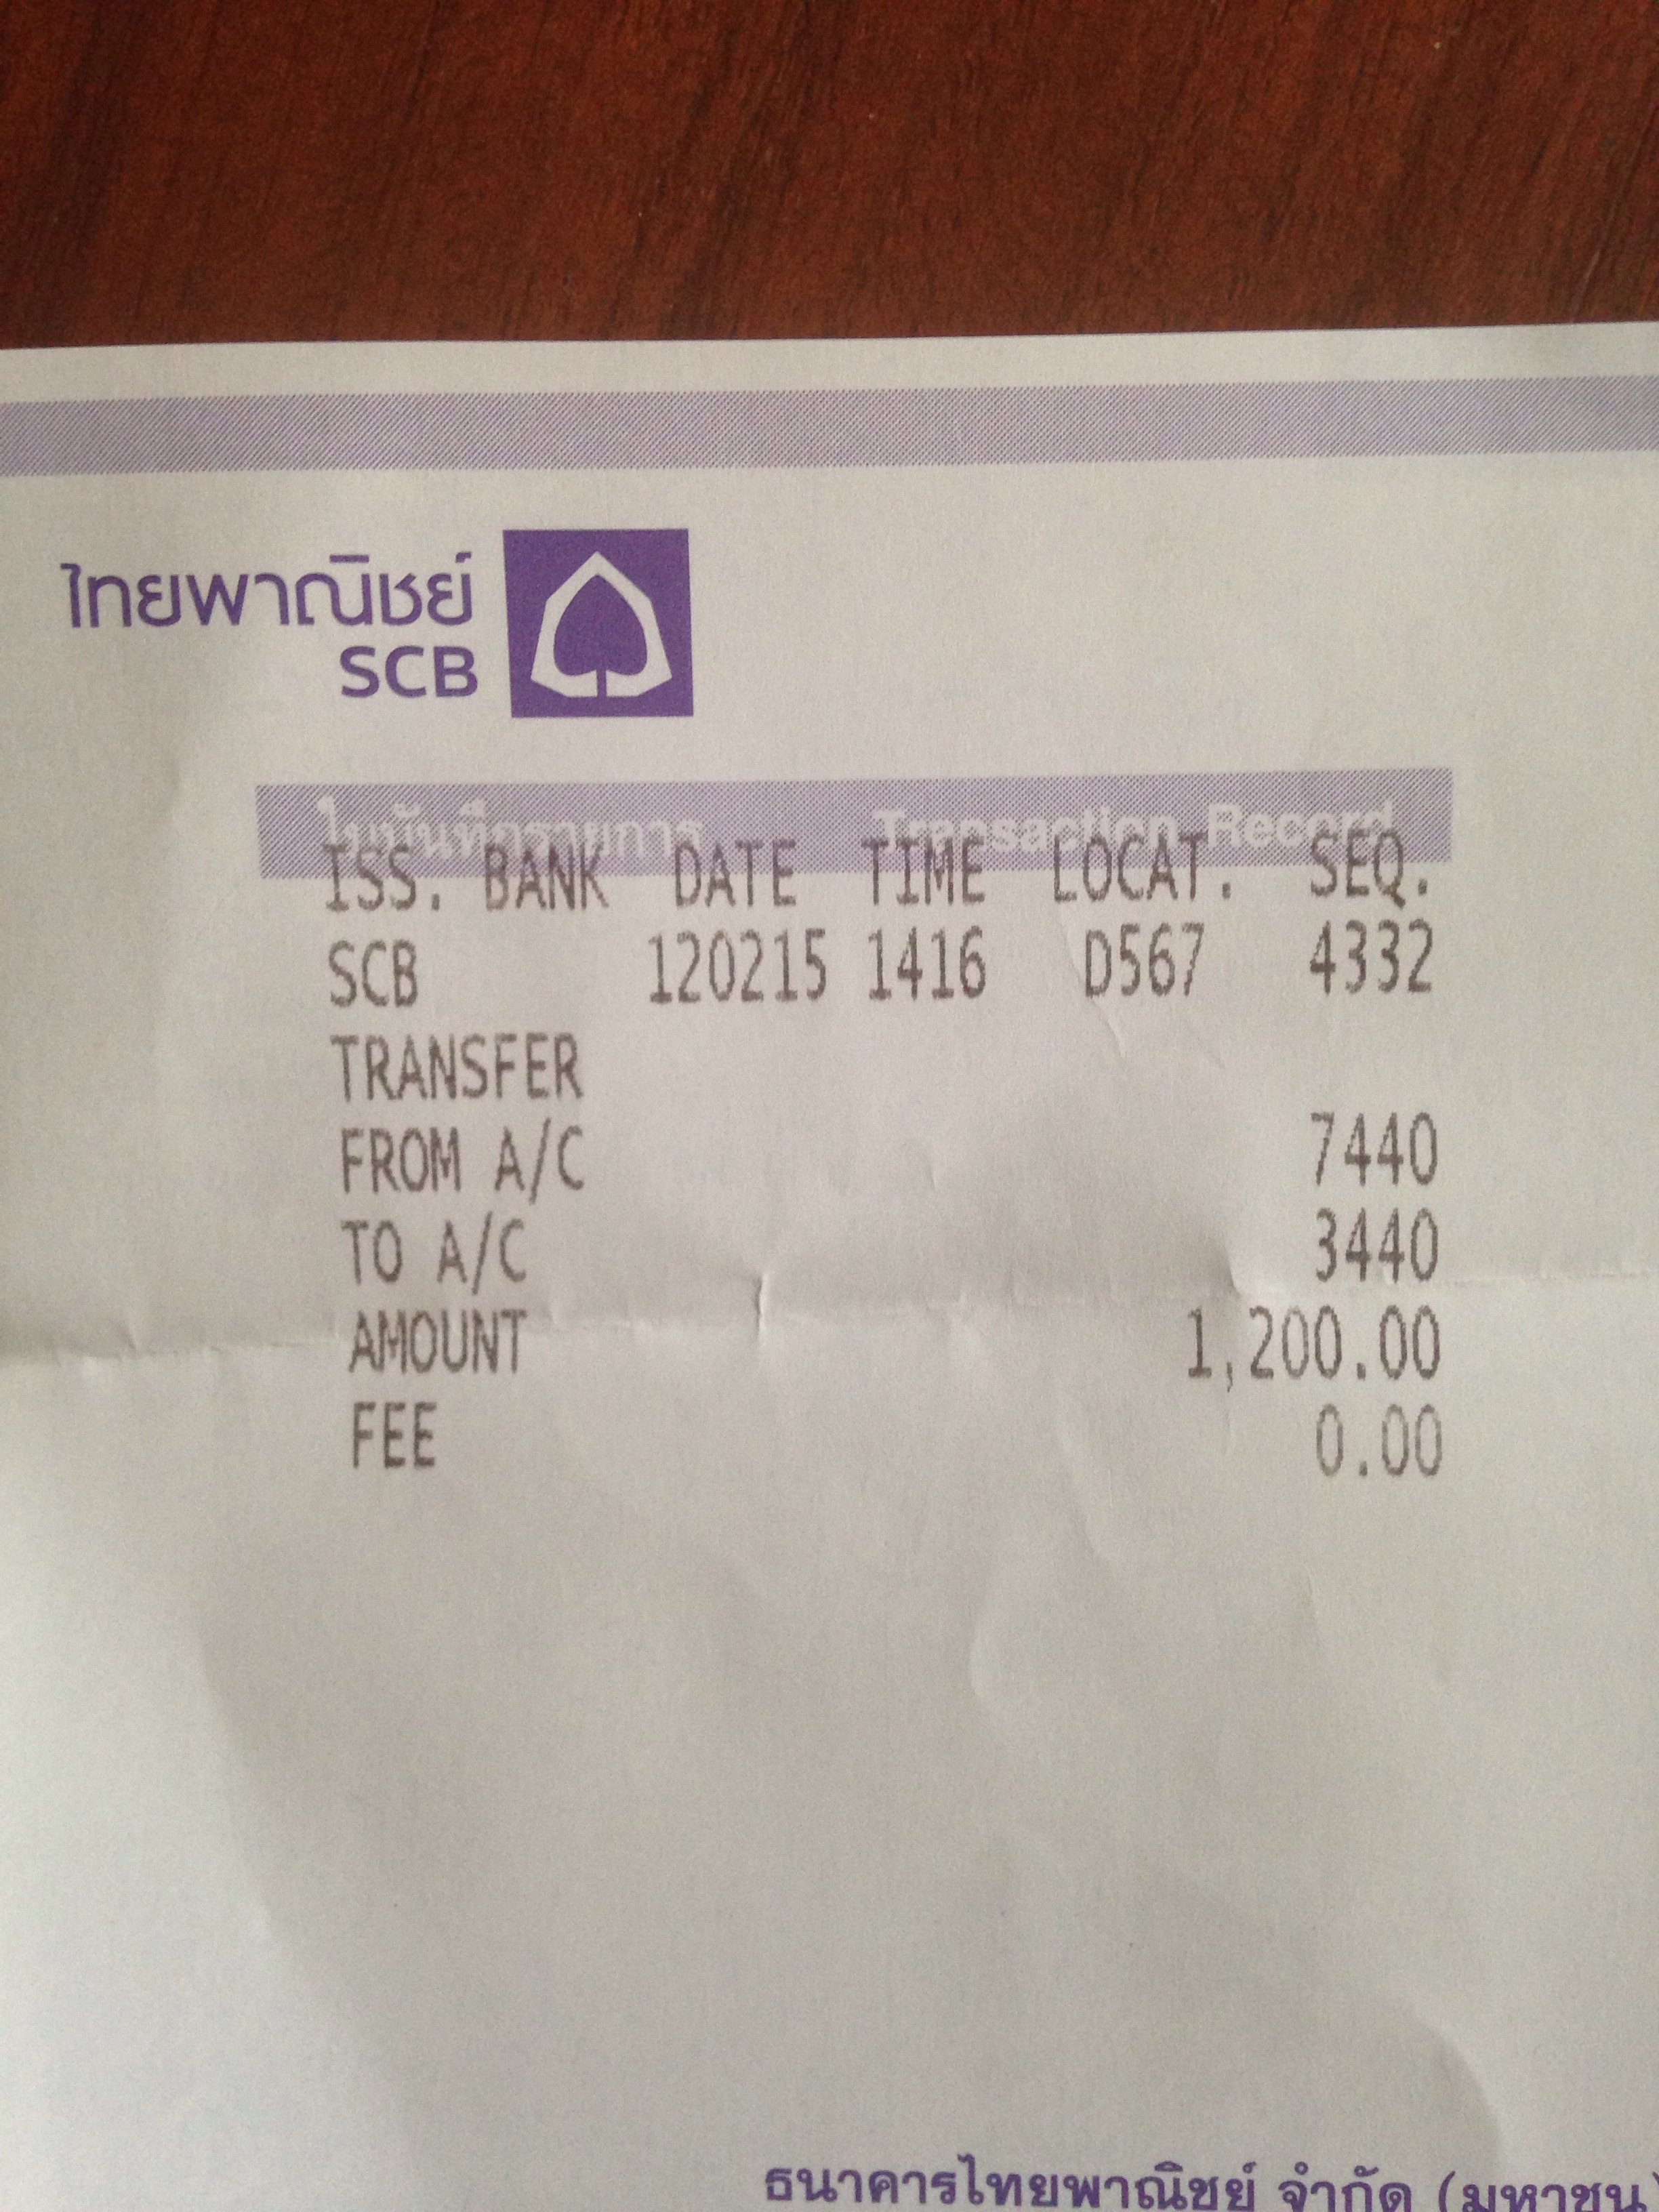 ไทยพาณิชย์
SCB
ใบบันทึกรายการ Transaction Record
ISS. BANK DATE TIME LOCAT. SEQ.
SCB 120215 1416 D567 4332
TRANSFER
FROM A/C 7440
TO A/C 3440
AMOUNT 1,200.00
FEE 0.00
ธนาคารไทยพาณิชย์ จำกัด (มหาชน)